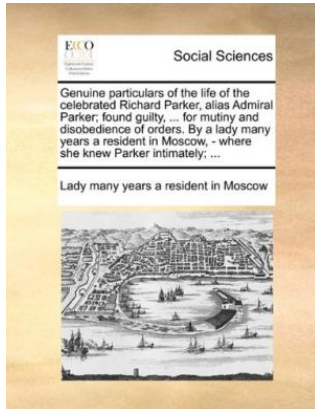 ECCO
Social Sciences
Genuine particulars of the life of the
celebrated Richard Parker, alias Admiral
Parker; found guilty, ... for mutiny and
disobedience of orders. By a lady many
years a resident in Moscow, - where
she knew Parker intimately; ...
Lady many years a resident in Moscow